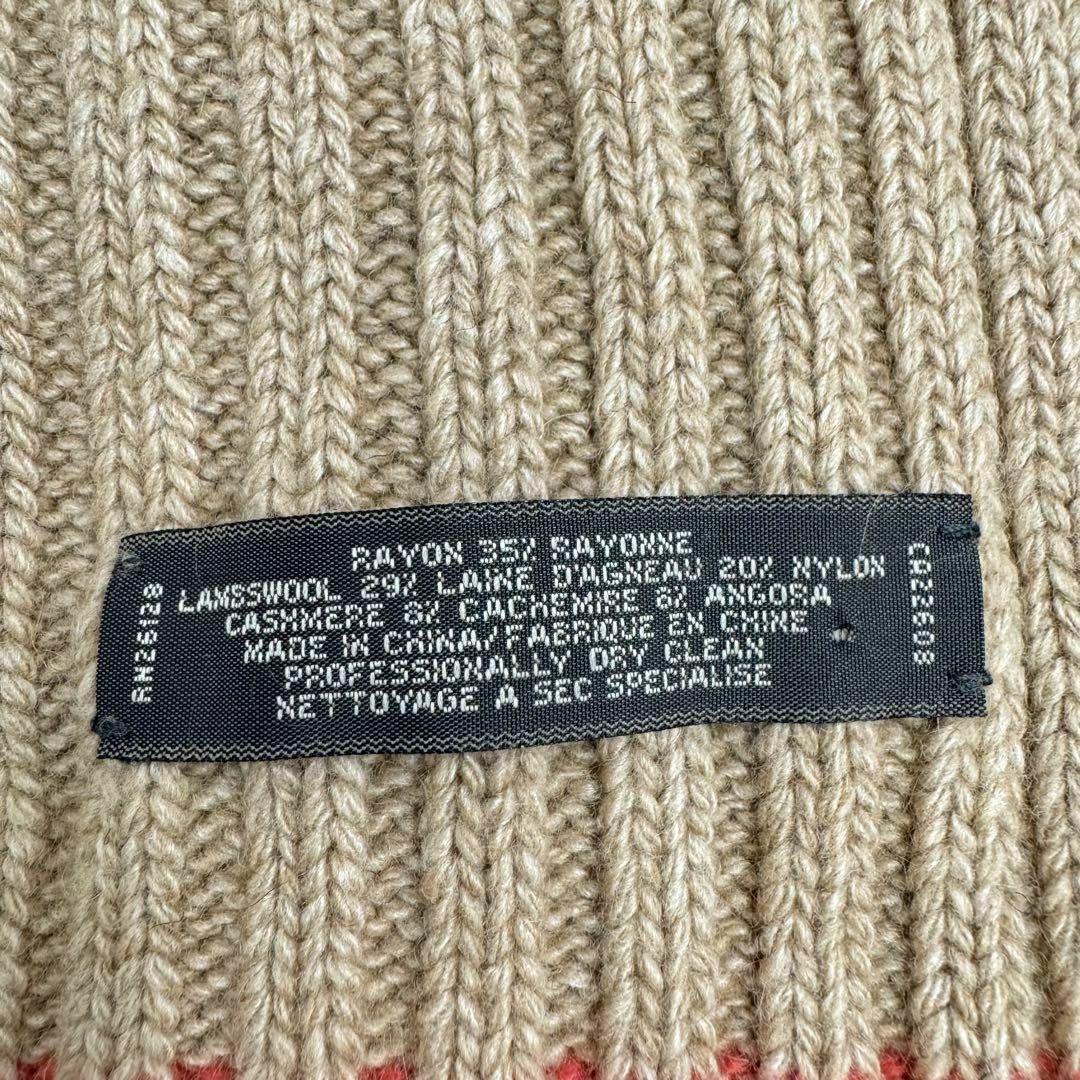 RAYON 35% RAYONNE
LAMBSWOOL 29% LAINE D'AGNEAU 20% NYLON
CASHMERE 8% CACHEMIRE 8% ANGORA
MADE IN CHINA/FABRIQUE EN CHINE
PROFESSIONALLY DRY CLEAN
NETTOYAGE A SEC SPECIALISE
RN26128